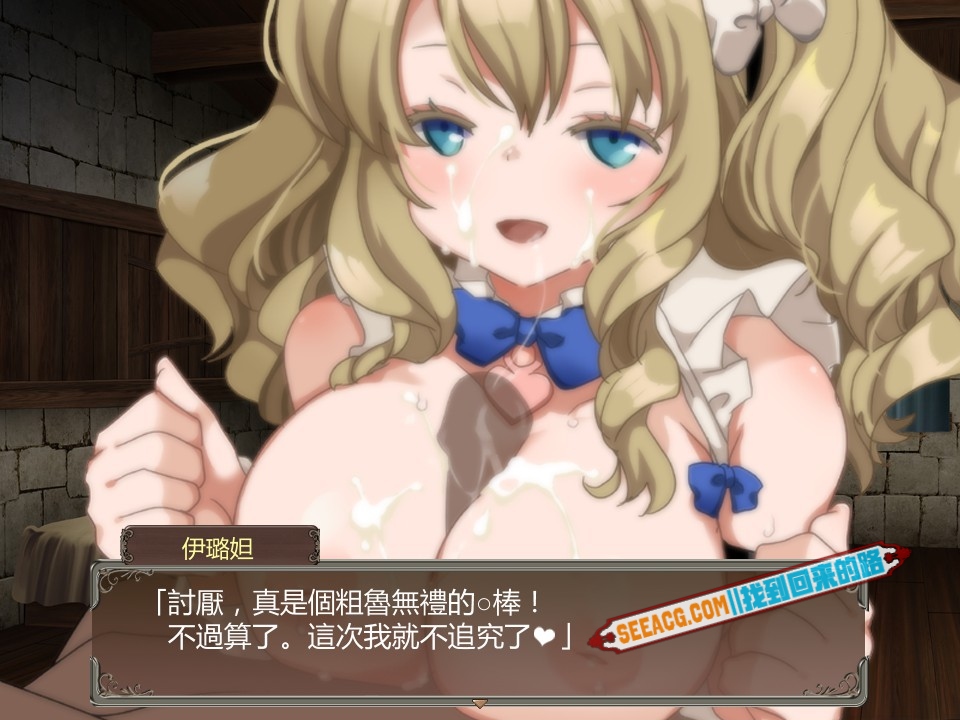 伊璐妲
「討厭，真是個粗魯無禮的○棒！
不過算了。這次我就不追究了❤」
SEEACG.COM||找到回來的路